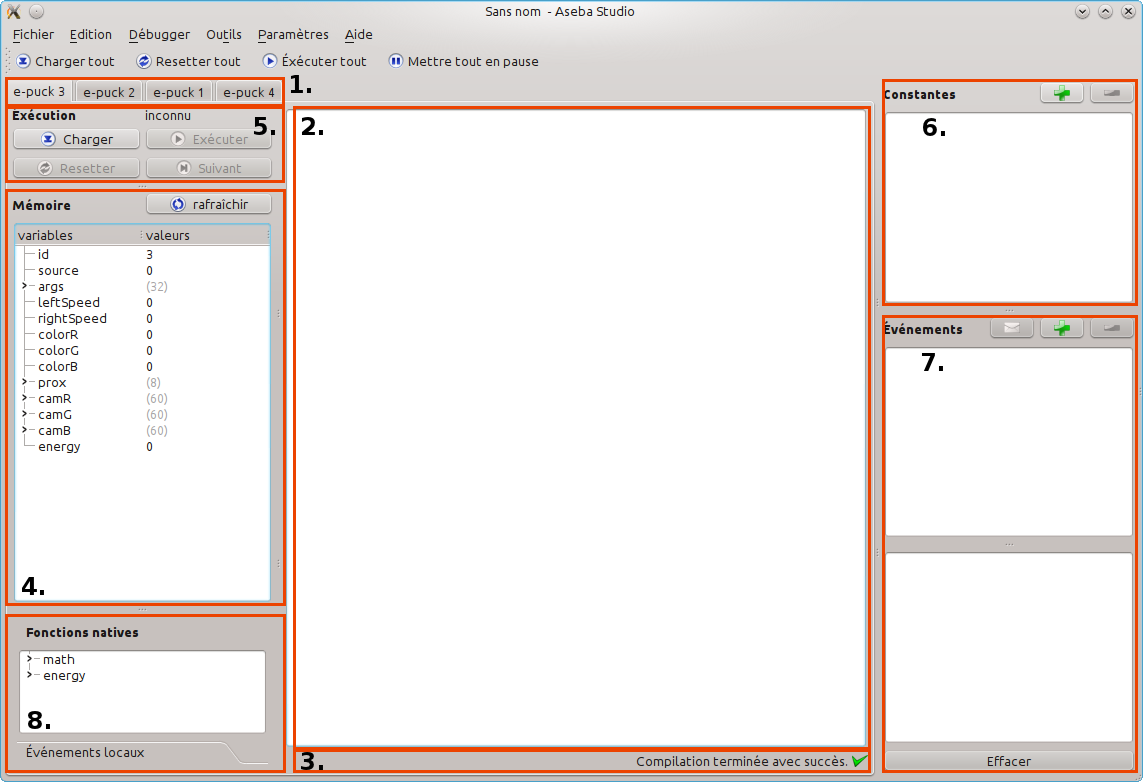 Sans nom - Aseba Studio
Fichier Edition Débugger Outils Paramètres Aide
Charger tout Resetter tout Éxécuter tout Mettre tout en pause
e-puck 3 e-puck 2 e-puck 1 e-puck 4 1.
Exécution inconnu 5.
Charger Exécuter
Resetter Suivant
Mémoire rafraîchir
variables valeurs
id 3
source 0
args (32)
leftSpeed 0
rightSpeed 0
colorR 0
colorG 0
colorB 0
prox (8)
camR (60)
camG (60)
camB (60)
energy 0
4.
Fonctions natives
math
energy
8.
Événements locaux
2.
3. Compilation terminée avec succès.
Constantes
6.
Événements
7.
Effacer